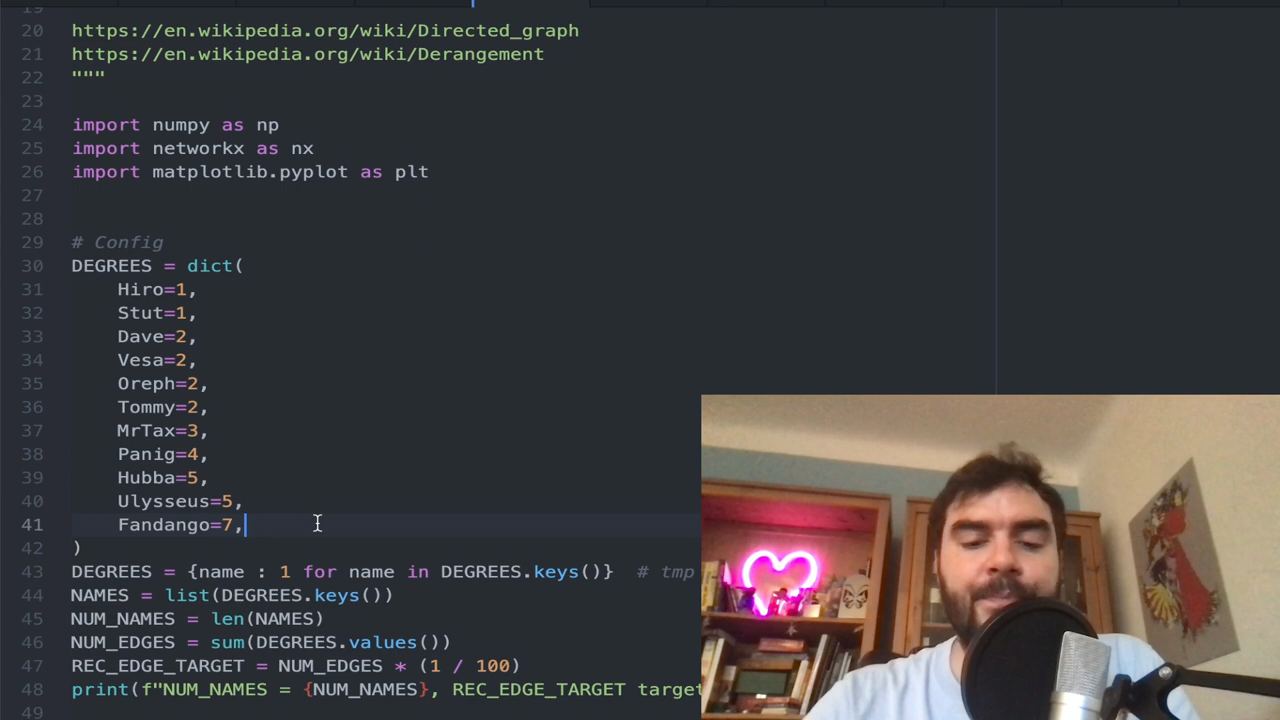 20 https://en.wikipedia.org/wiki/Directed_graph
21 https://en.wikipedia.org/wiki/Derangement
22 """
23
24 import numpy as np
25 import networkx as nx
26 import matplotlib.pyplot as plt
27
28
29 # Config
30 DEGREES = dict(
31     Hiro=1,
32     Stut=1,
33     Dave=2,
34     Vesa=2,
35     Oreph=2,
36     Tommy=2,
37     MrTax=3,
38     Panig=4,
39     Hubba=5,
40     Ulysseus=5,
41     Fandango=7,
42 )
43 DEGREES = {name : 1 for name in DEGREES.keys()}  # tmp
44 NAMES = list(DEGREES.keys())
45 NUM_NAMES = len(NAMES)
46 NUM_EDGES = sum(DEGREES.values())
47 REC_EDGE_TARGET = NUM_EDGES * (1 / 100)
48 print(f"NUM_NAMES = {NUM_NAMES}, REC_EDGE_TARGET target
49